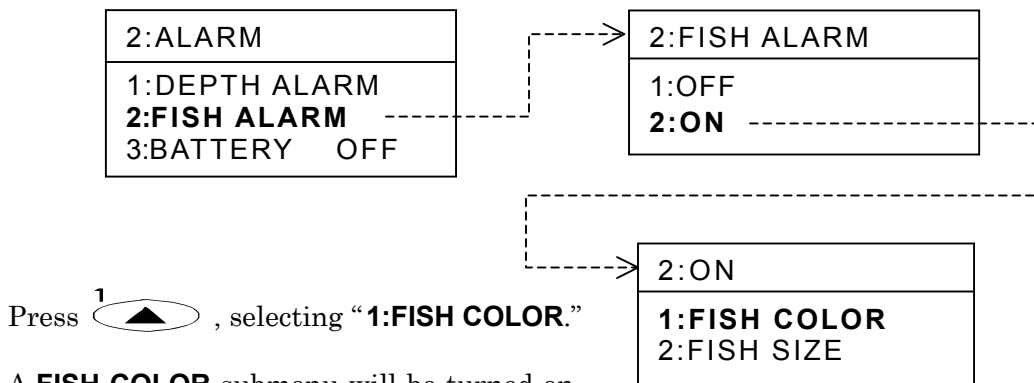 2:ALARM
1:DEPTH ALARM
2:FISH ALARM
3:BATTERY OFF
2:FISH ALARM
1:OFF
2:ON
2:ON
1:FISH COLOR
2:FISH SIZE
1
Press , selecting “1:FISH COLOR.”
A FISH COLOR submenu will be turned on